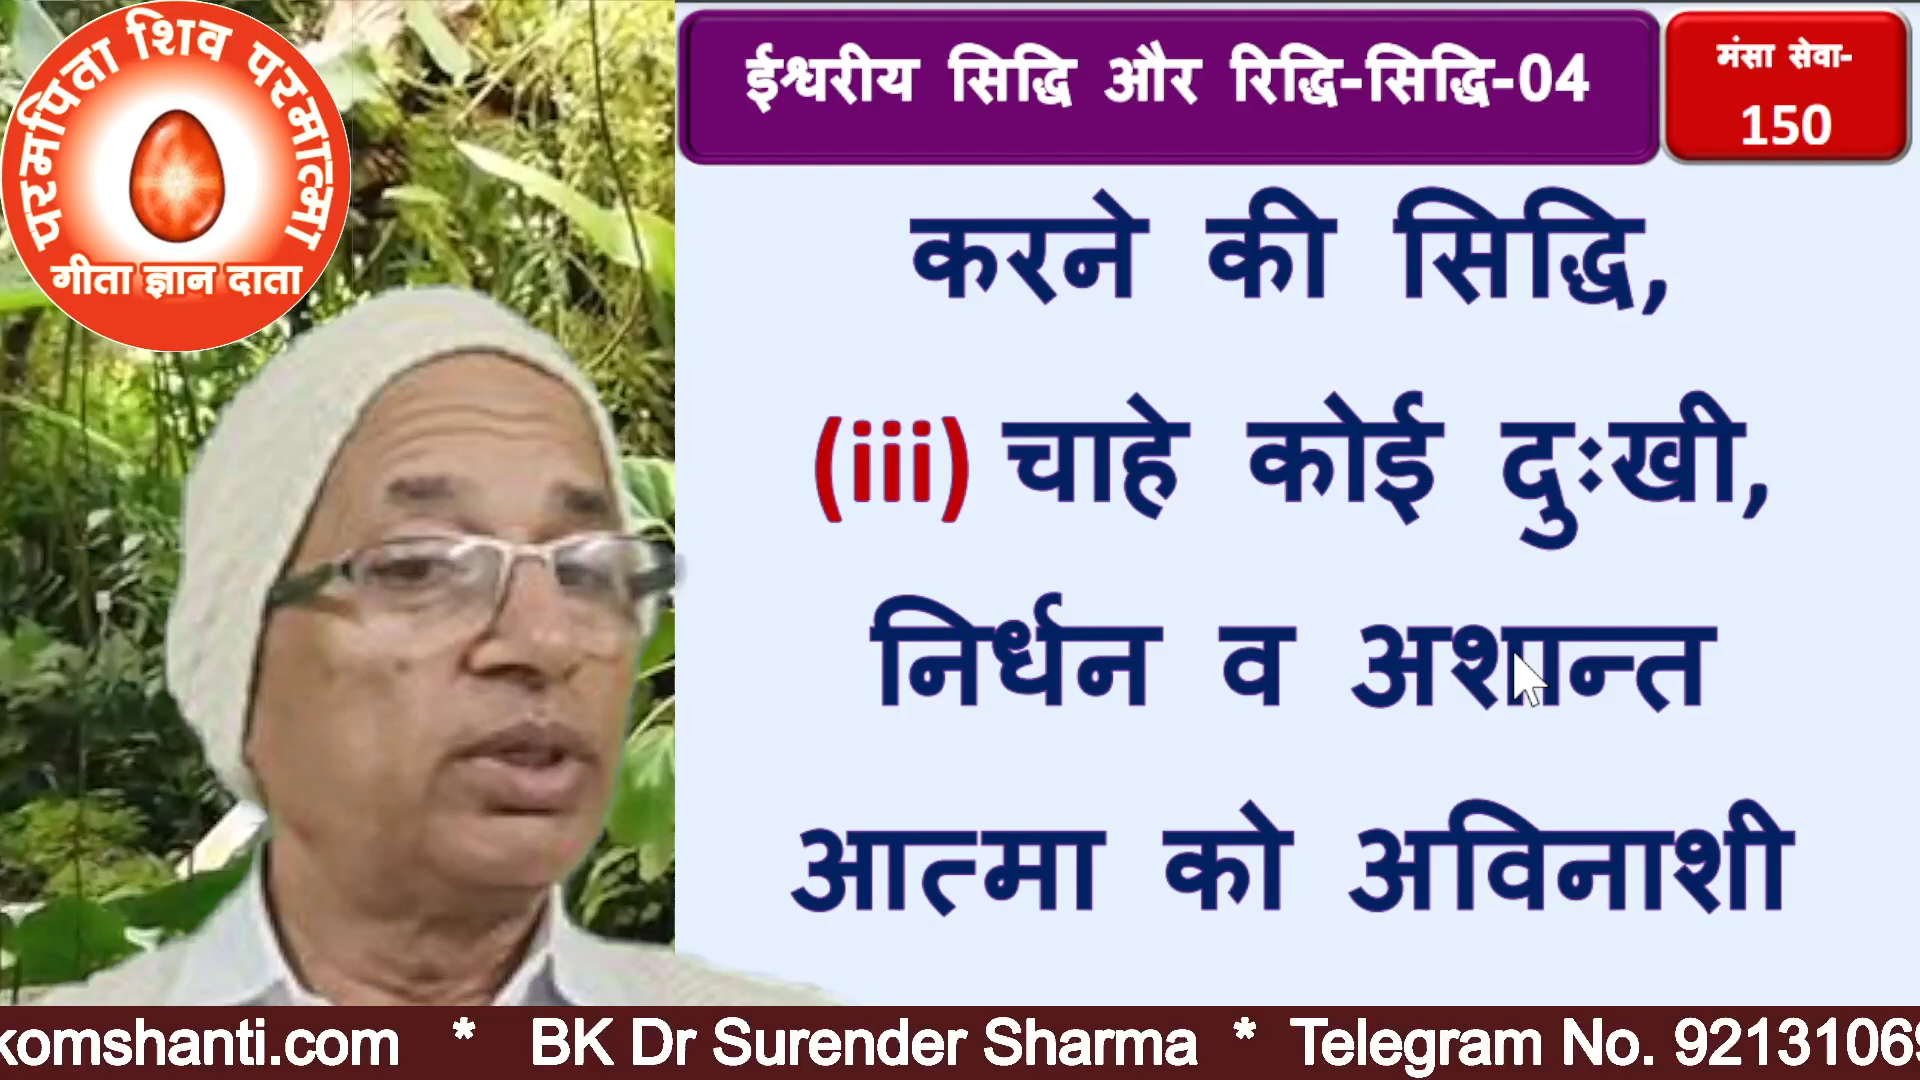 परमपिता शिव परमात्मा
गीता ज्ञान दाता
ईश्वरीय सिद्धि और रिद्धि-सिद्धि-04
मंसा सेवा-
150
करने की सिद्धि,
(iii) चाहे कोई दुःखी,
निर्धन व अशान्त
आत्मा को अविनाशी
komshanti.com * BK Dr Surender Sharma * Telegram No. 92131069